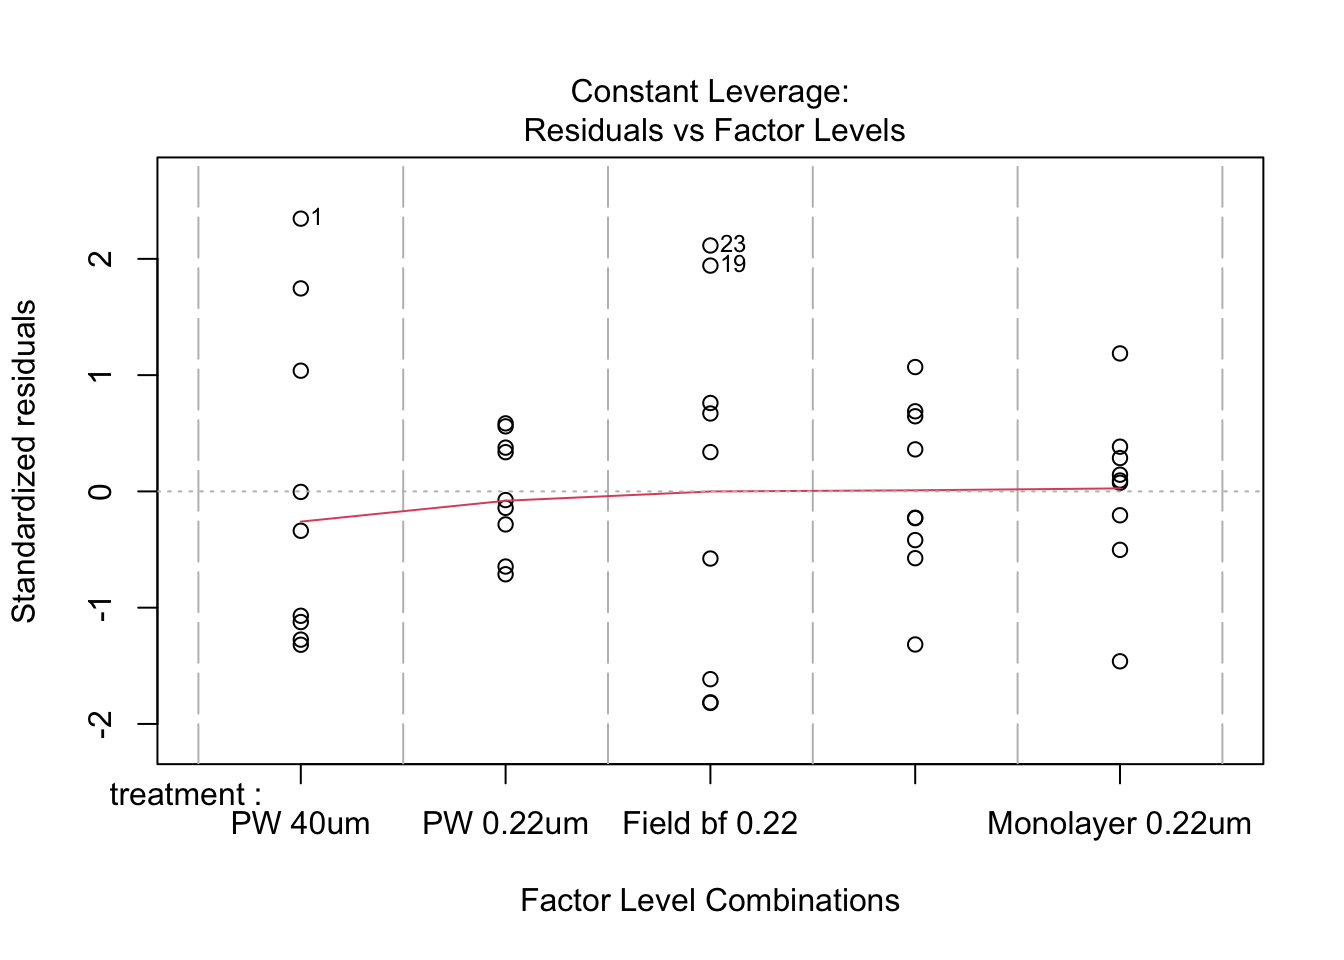 Constant Leverage:
Residuals vs Factor Levels
Standardized residuals
2
1
0
-1
-2
1
23
19
treatment :
PW 40um
PW 0.22um
Field bf 0.22
Monolayer 0.22um
Factor Level Combinations